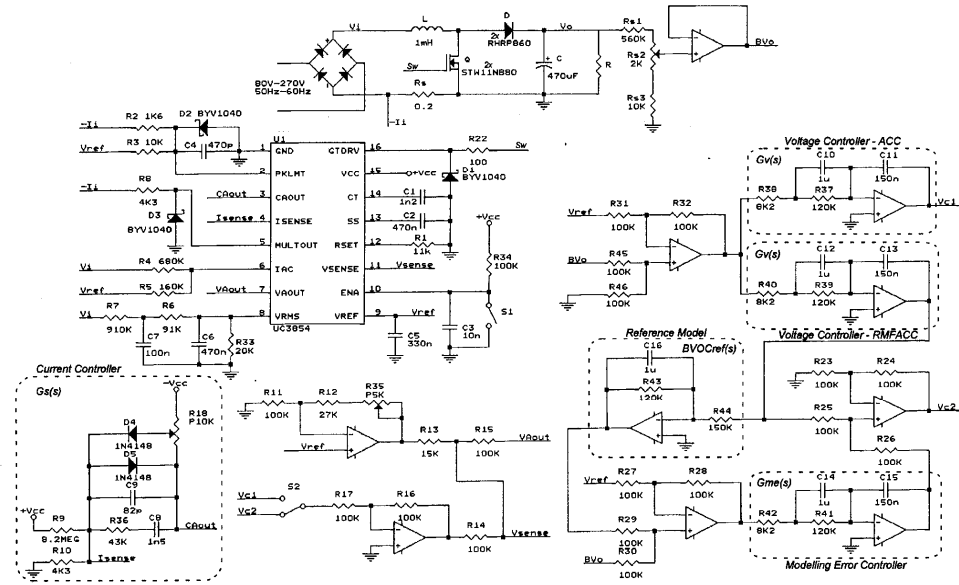 Vi
L
1mH
D
2x
RHRP860
Vo
Rs1
560K
Rs2
2K
Rs3
10K
BVo
Q
2x
STW11NB80
Sw
C
470uF
R
80V-270V
50Hz-60Hz
Rs
0.2
-Ii
-Ii
R2 1K6
D2 BYV1040
Vref
R3 10K
C4
470p
U1
1 GND
2 PKLMT
3 CAOUT
4 ISENSE
5 MULTOUT
6 IAC
7 VAOUT
8 VRMS
GTDRV 16
VCC 15
CT 14
SS 13
RSET 12
VSENSE 11
ENA 10
VREF 9
UC3854
R22
100
Sw
+Vcc
D1
BYV1040
C1
1n2
C2
470n
R1
11k
+Vcc
R34
100K
Vsense
S1
Vref
C5
330n
C3
10n
-Ii
R8
4K3
D3
BYV1040
CAout
Isense
Vi
R4 680K
Vref
R5 160K
VAout
Vi
R7
910K
R6
91K
C7
100n
C6
470n
R33
20K
Current Controller
Gs(s)
-Vcc
R18
P10K
D4
1N4148
D5
1N4148
C9
82p
+Vcc
R9
8.2MEG
R36
43K
C8
1n5
CAout
R10
4K3
Isense
R11
100K
R12
27K
R35
P5K
Vref
R13
15K
R15
100K
VAout
Vc1
Vc2
S2
R17
100K
R16
100K
R14
100K
Vsense
Voltage Controller - ACC
Gv(s)
C10
1u
C11
150n
R38
8K2
R37
120K
Vc1
Vref
R31
100K
R32
100K
BVo
R45
100K
R46
100K
Gv(s)
C12
1u
C13
150n
R40
8K2
R39
120K
Voltage Controller - RMFACC
Reference Model
BVOCref(s)
C16
1u
R43
120K
R44
150K
R23
100K
R24
100K
R25
100K
Vc2
R26
100K
Vref
R27
100K
R28
100K
R29
100K
BVo
R30
100K
Gme(s)
C14
1u
C15
150n
R42
8K2
R41
120K
Modelling Error Controller